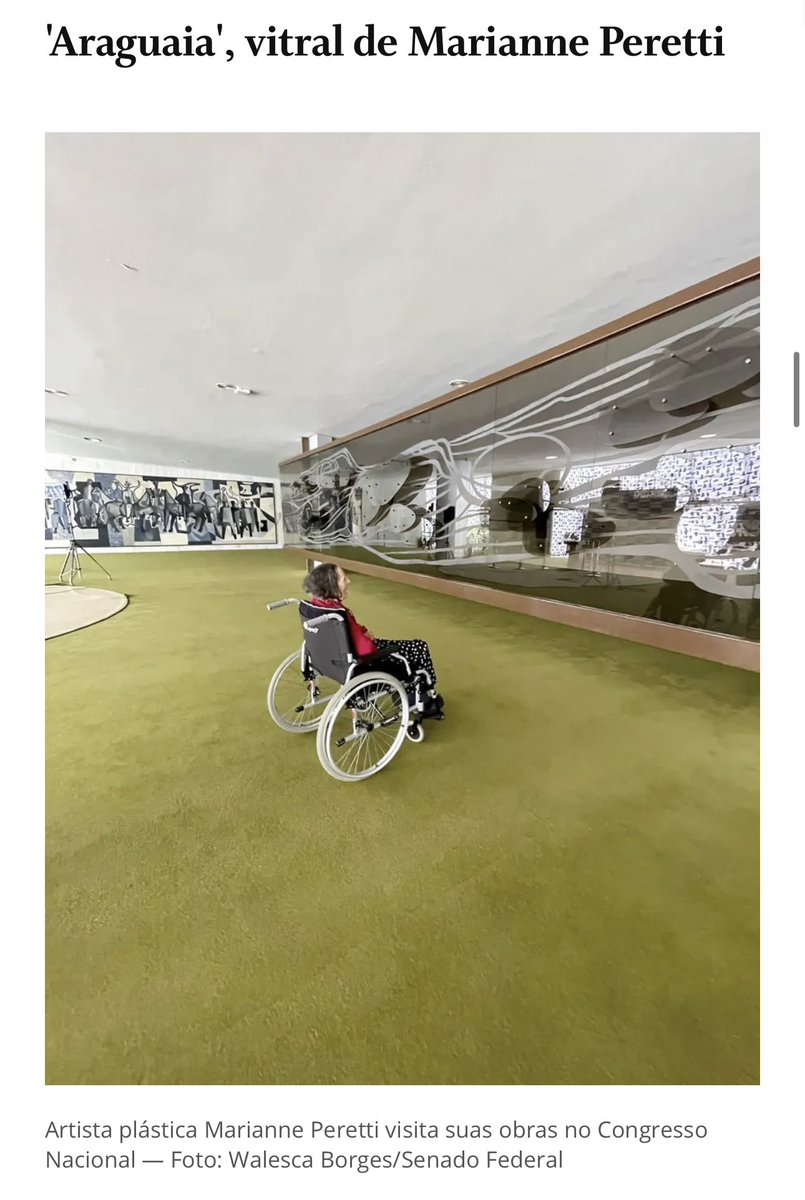 'Araguaia', vitral de Marianne Peretti
Artista plástica Marianne Peretti visita suas obras no Congresso
Nacional — Foto: Walesca Borges/Senado Federal